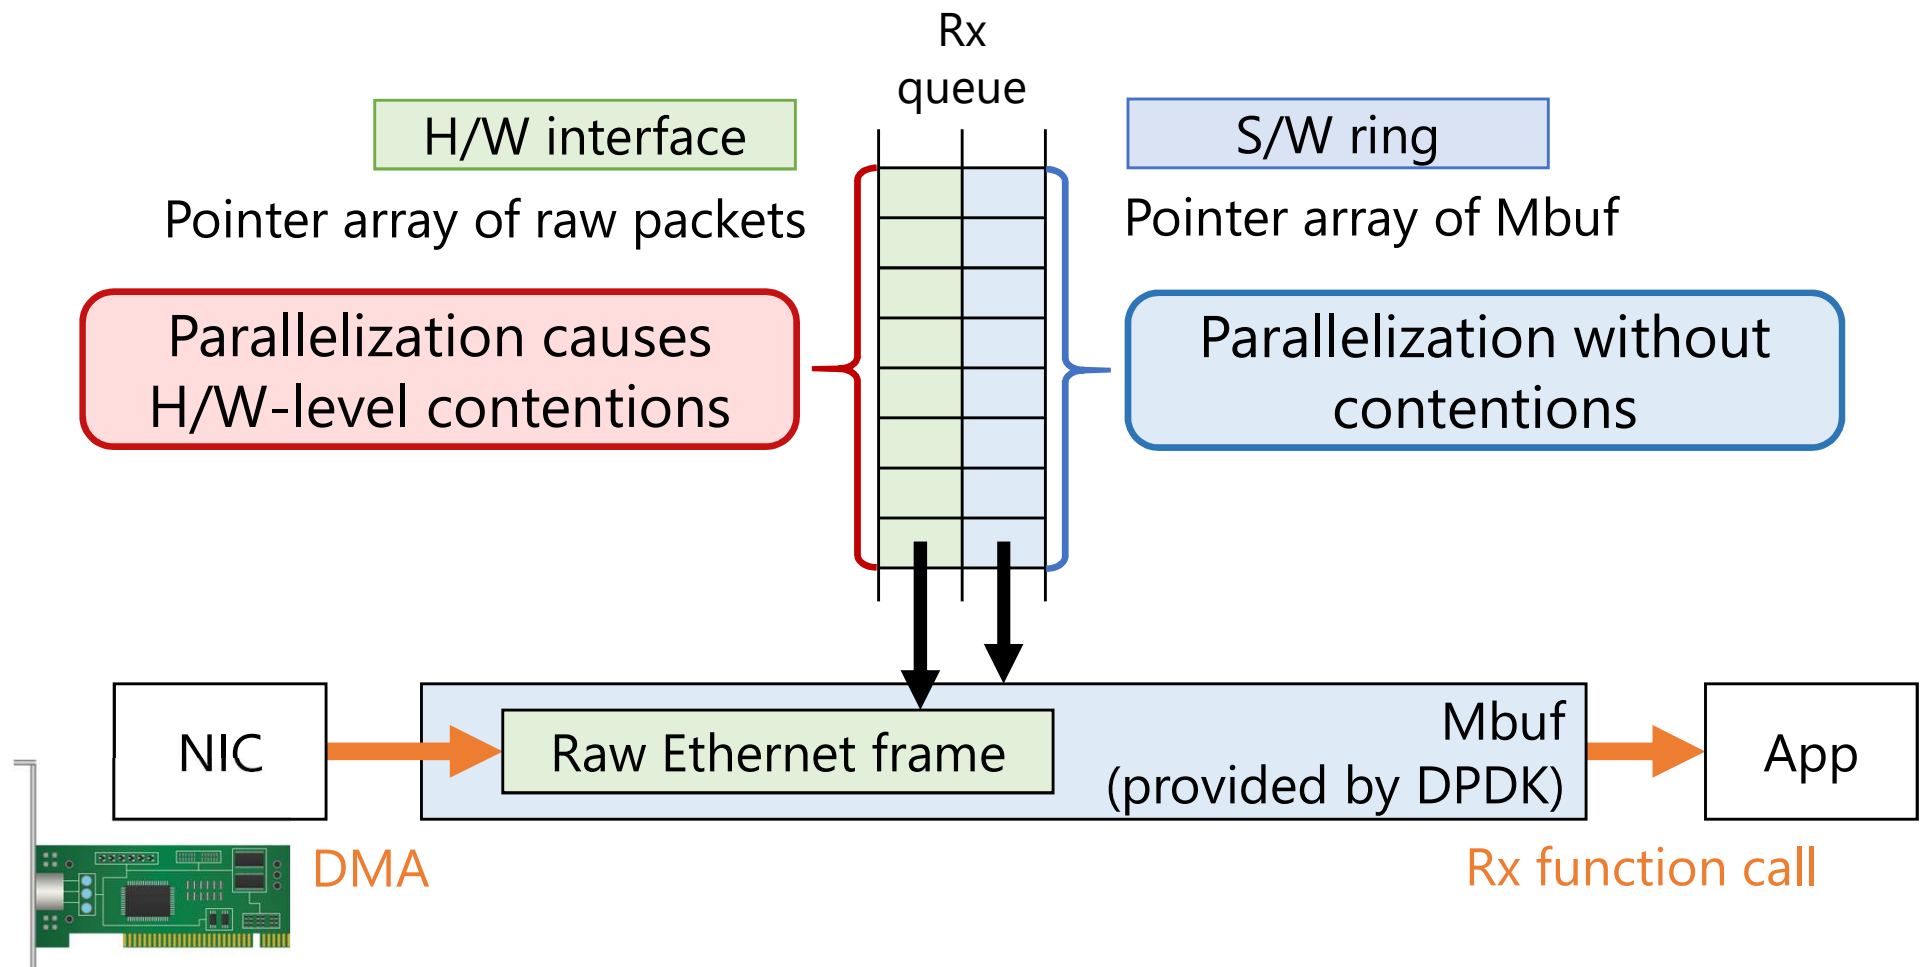 Rx
queue
H/W interface
S/W ring
Pointer array of raw packets
Pointer array of Mbuf
Parallelization causes
H/W-level contentions
Parallelization without
contentions
NIC
Raw Ethernet frame
Mbuf
(provided by DPDK)
App
DMA
Rx function call